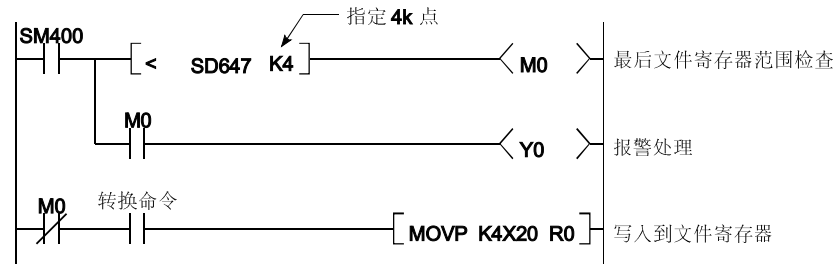 指定 4k 点
SM400
< SD647 K4
M0
最后文件寄存器范围检查
M0
Y0
报警处理
M0
转换命令
MOVP K4X20 R0
写入到文件寄存器